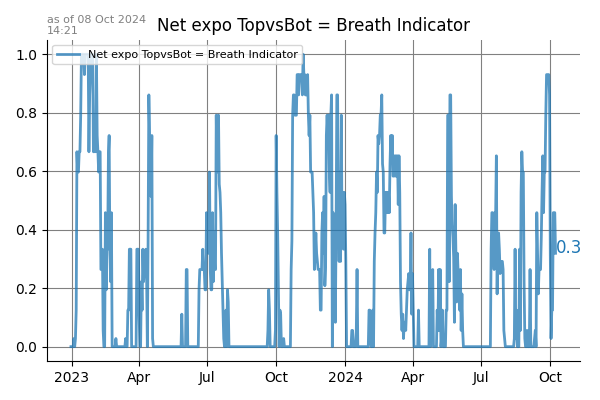 as of 08 Oct 2024
14:21
Net expo TopvsBot = Breath Indicator
Net expo TopvsBot = Breath Indicator
1.0
0.8
0.6
0.4
0.2
0.0
0.3
2023 Apr Jul Oct 2024 Apr Jul Oct